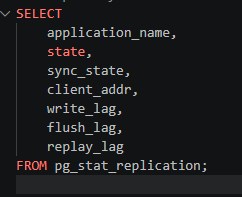 SELECT
    application_name,
    state,
    sync_state,
    client_addr,
    write_lag,
    flush_lag,
    replay_lag
FROM pg_stat_replication;